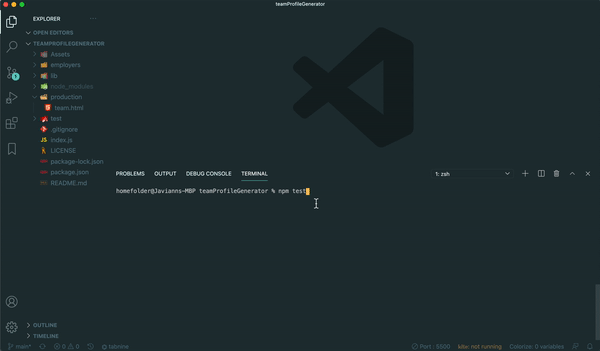 teamProfileGenerator
EXPLORER
OPEN EDITORS
TEAMPROFILEGENERATOR
Assets
employers
lib
node_modules
production
team.html
test
.gitignore
JS index.js
LICENSE
package-lock.json
package.json
README.md
PROBLEMS OUTPUT DEBUG CONSOLE TERMINAL 1: zsh
homefolder@Javianns-MBP teamProfileGenerator % npm test
1
OUTLINE
TIMELINE
main* 0 0 tabnine Port : 5500 kite: not running Colorize: 0 variables